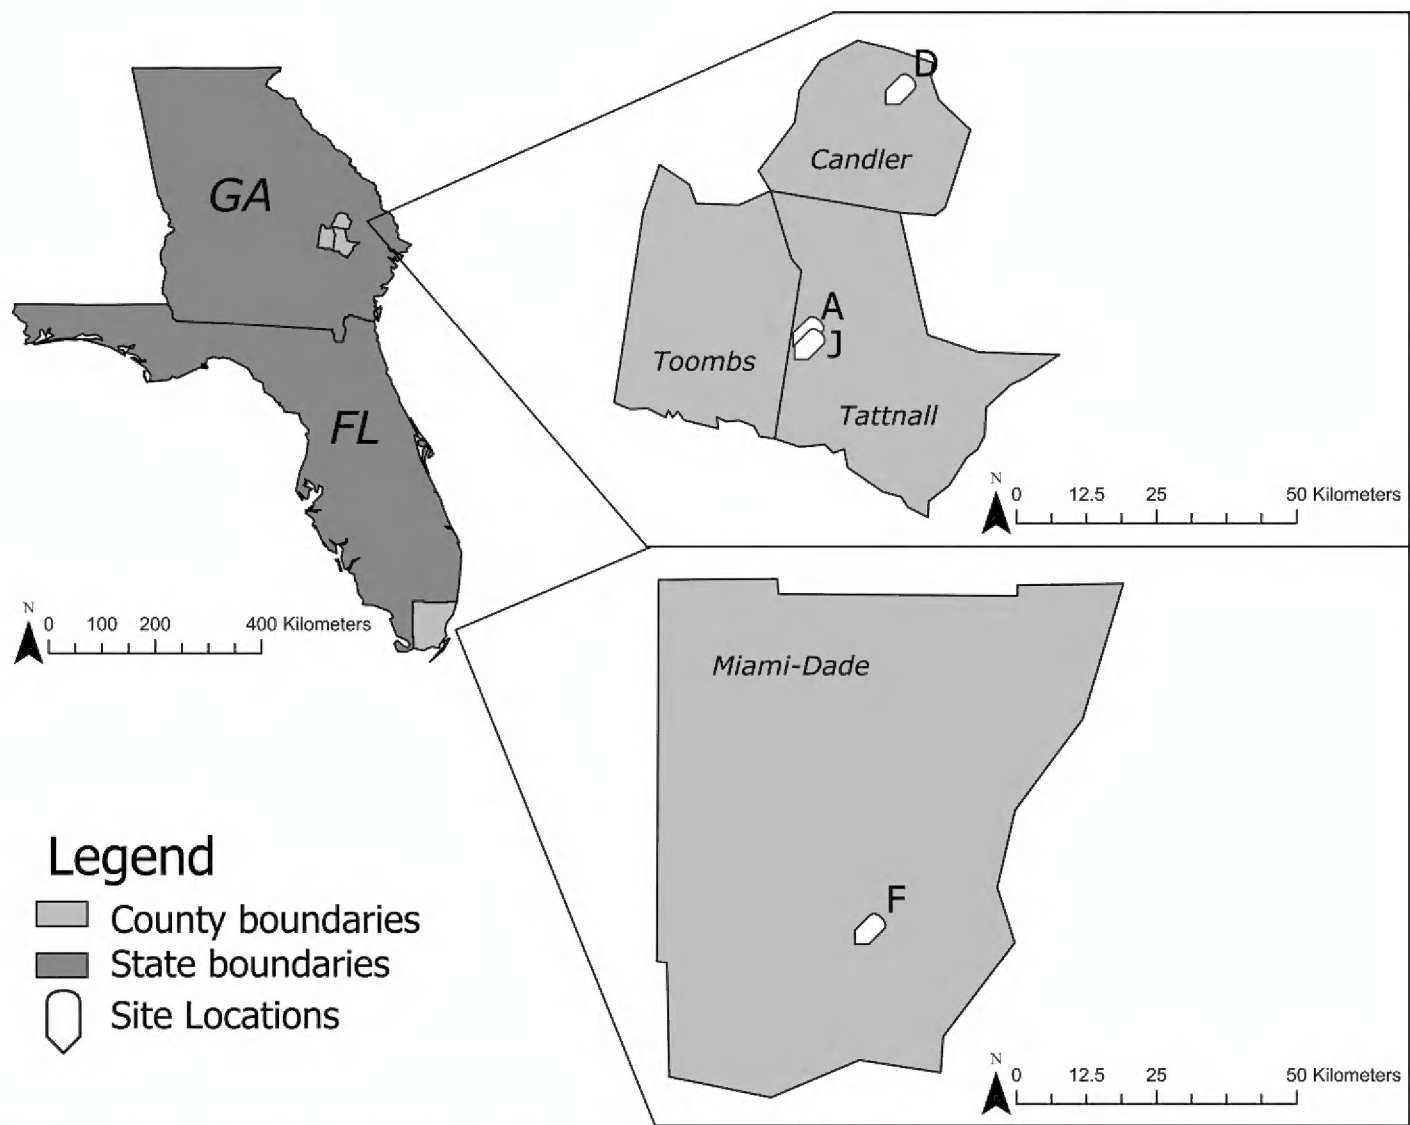 GA
FL
N
0 100 200 400 Kilometers
D
Candler
A
J
Toombs
Tattnall
N
0 12.5 25 50 Kilometers
Miami-Dade
F
N
0 12.5 25 50 Kilometers
Legend
County boundaries
State boundaries
Site Locations